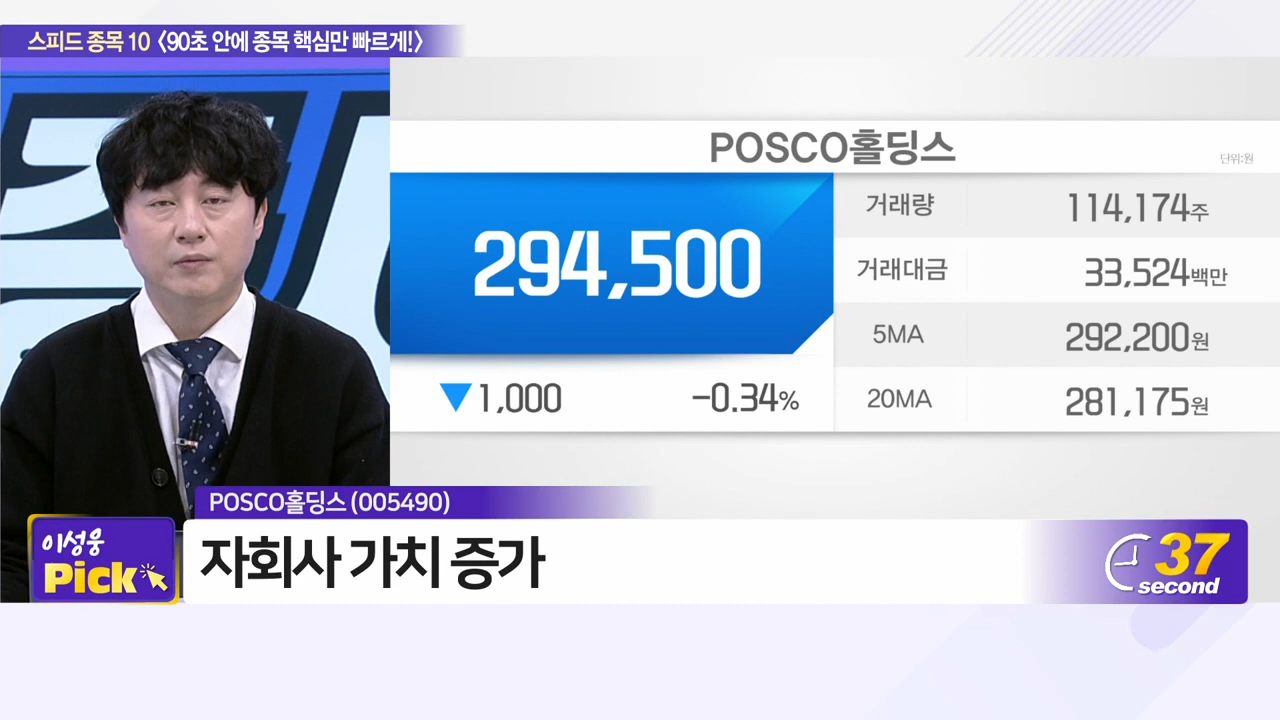 스피드 종목 10 〈90초 안에 종목 핵심만 빠르게!〉
POSCO홀딩스
단위:원
294,500
▼1,000 -0.34%
거래량 114,174주
거래대금 33,524백만
5MA 292,200원
20MA 281,175원
POSCO홀딩스 (005490)
이성웅
Pick
자회사 가치 증가
37
second